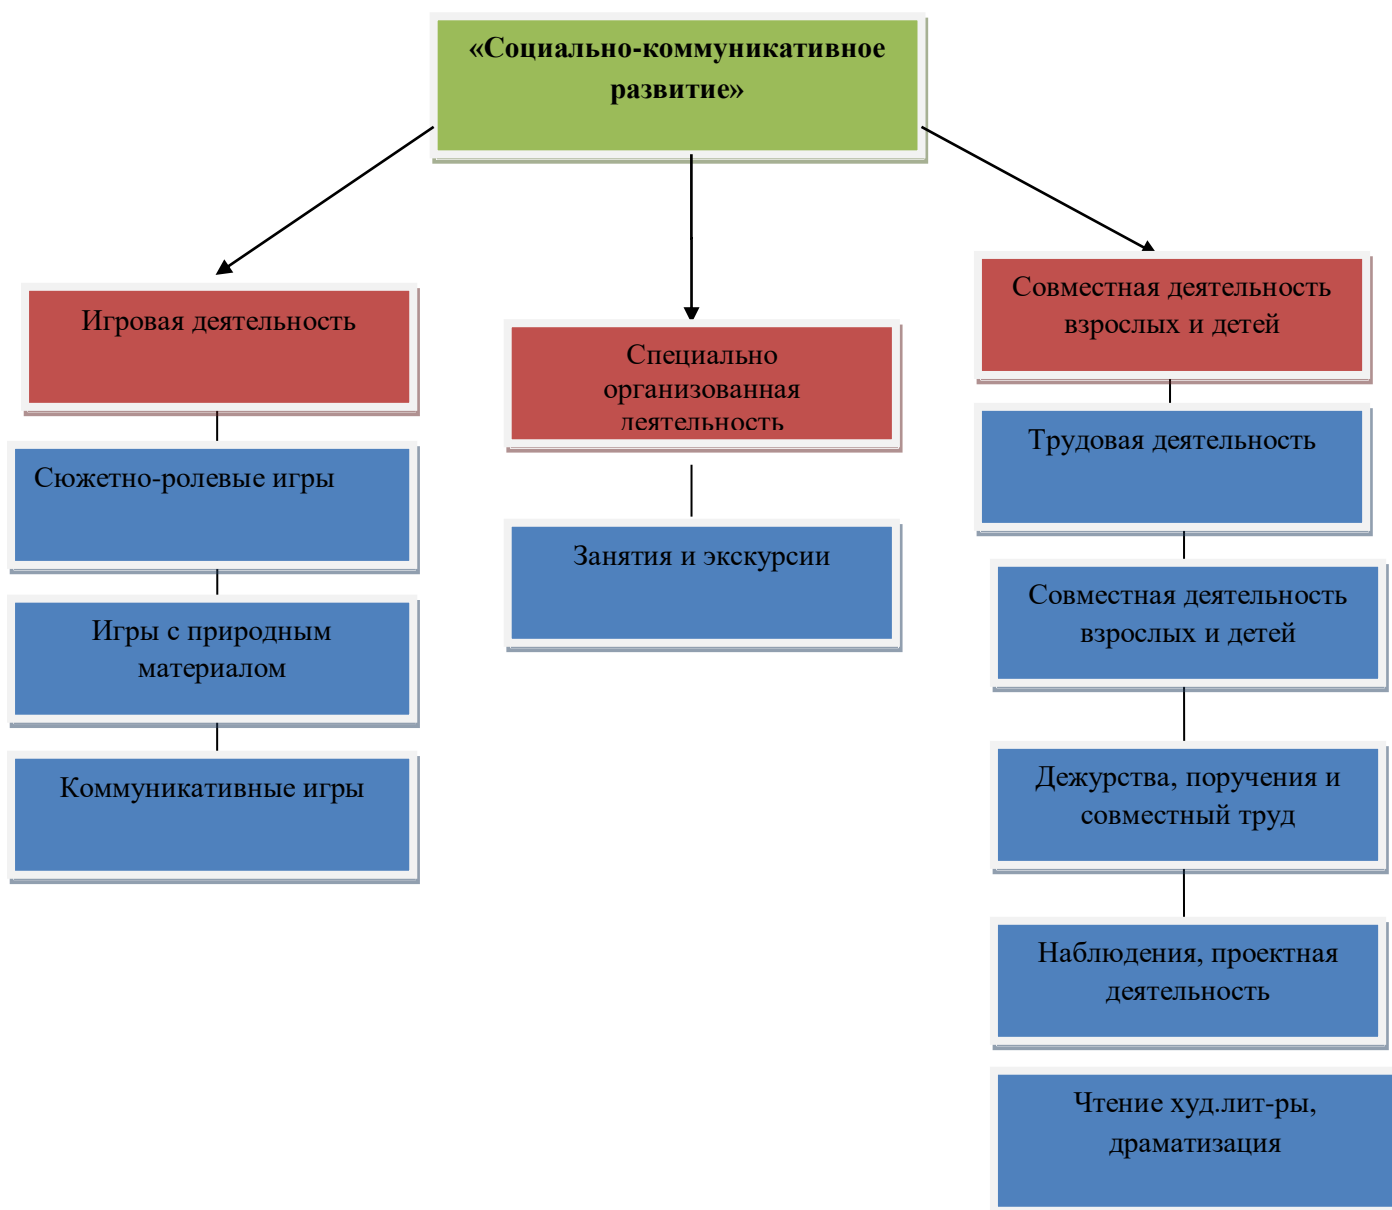 «Социально-коммуникативное
развитие»
Игровая деятельность
Сюжетно-ролевые игры
Игры с природным
материалом
Коммуникативные игры
Специально
организованная
деятельность
Занятия и экскурсии
Совместная деятельность
взрослых и детей
Трудовая деятельность
Совместная деятельность
взрослых и детей
Дежурства, поручения и
совместный труд
Наблюдения, проектная
деятельность
Чтение худ.лит-ры,
драматизация